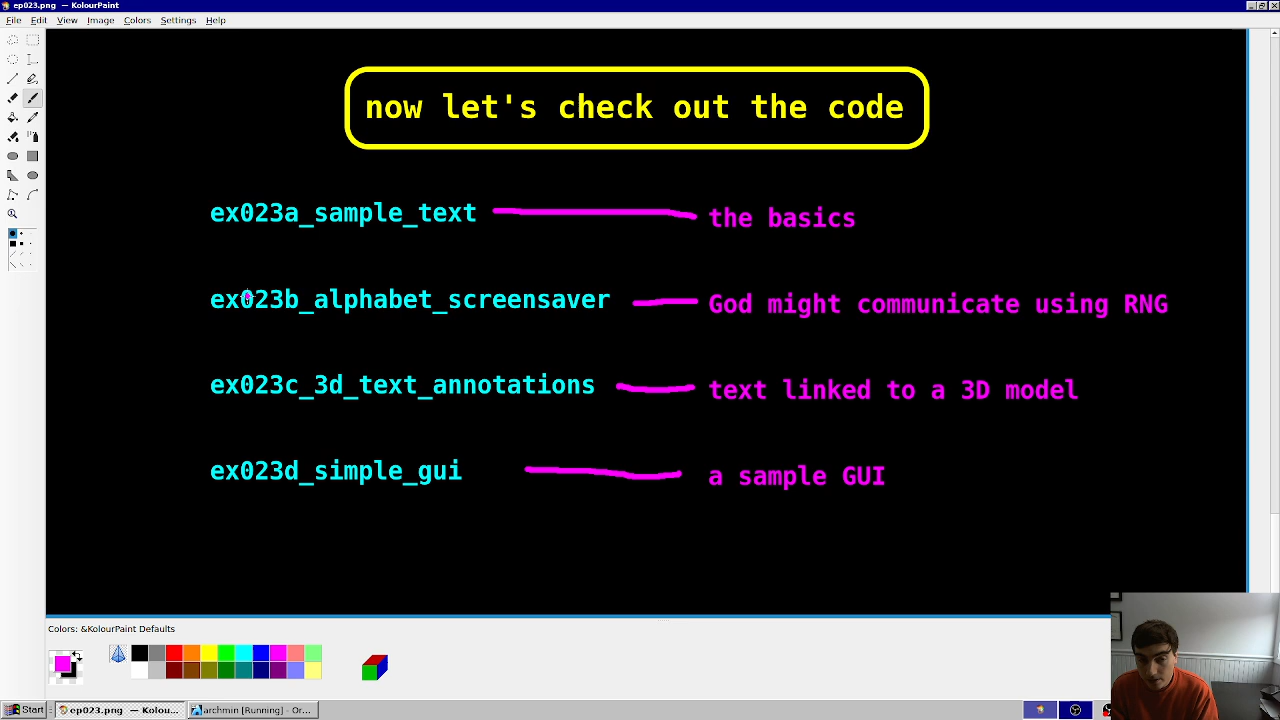 ep023.png — KolourPaint
File Edit View Image Colors Settings Help
now let's check out the code
ex023a_sample_text the basics
ex023b_alphabet_screensaver God might communicate using RNG
ex023c_3d_text_annotations text linked to a 3D model
ex023d_simple_gui a sample GUI
Colors: &KolourPaint Defaults
Start ep023.png — Kolou... archmin [Running] - Or...